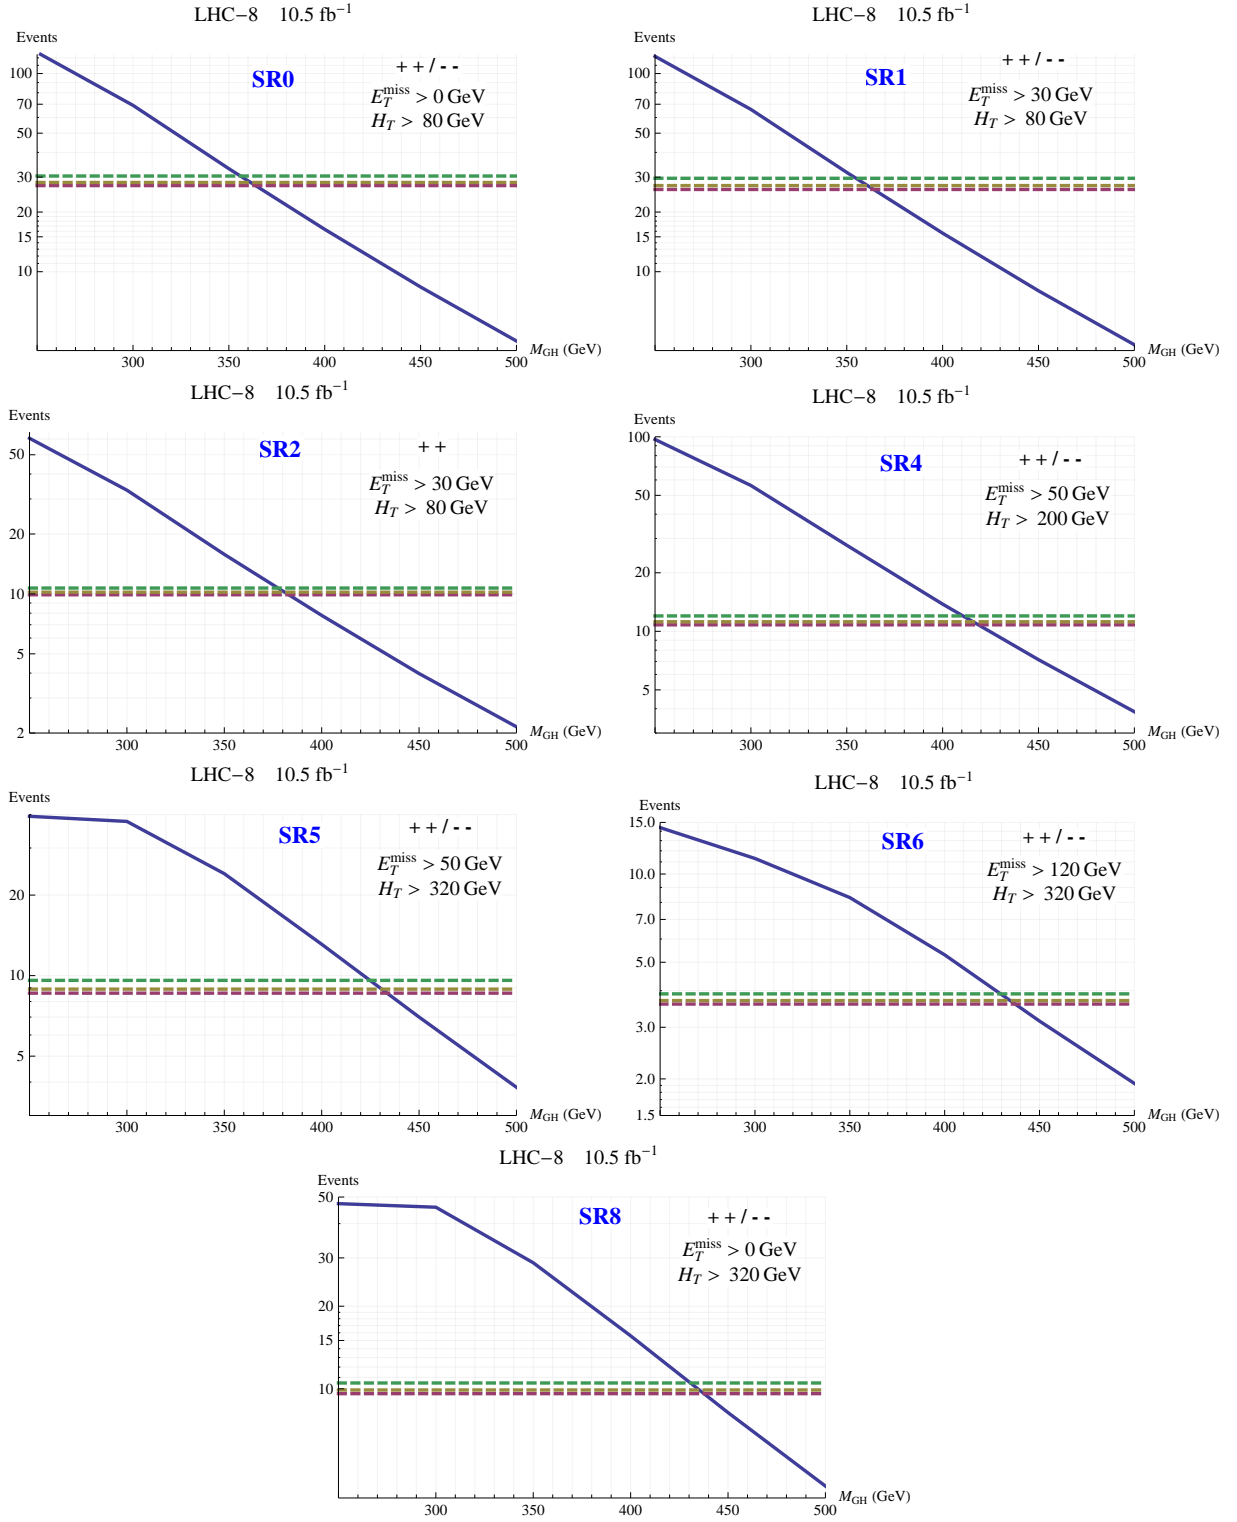 LHC−8 10.5 fb⁻¹
Events
SR0
+ + / - -
E_T^miss > 0 GeV
H_T > 80 GeV
100
70
50
30
20
15
10
300 350 400 450 500
M_GH (GeV)
LHC−8 10.5 fb⁻¹
Events
SR1
+ + / - -
E_T^miss > 30 GeV
H_T > 80 GeV
100
70
50
30
20
15
10
300 350 400 450 500
M_GH (GeV)
LHC−8 10.5 fb⁻¹
Events
SR2
+ +
E_T^miss > 30 GeV
H_T > 80 GeV
50
20
10
5
2
300 350 400 450 500
M_GH (GeV)
LHC−8 10.5 fb⁻¹
Events
SR4
+ + / - -
E_T^miss > 50 GeV
H_T > 200 GeV
100
50
20
10
5
300 350 400 450 500
M_GH (GeV)
LHC−8 10.5 fb⁻¹
Events
SR5
+ + / - -
E_T^miss > 50 GeV
H_T > 320 GeV
20
10
5
300 350 400 450 500
M_GH (GeV)
LHC−8 10.5 fb⁻¹
Events
SR6
+ + / - -
E_T^miss > 120 GeV
H_T > 320 GeV
15.0
10.0
7.0
5.0
3.0
2.0
1.5
300 350 400 450 500
M_GH (GeV)
LHC−8 10.5 fb⁻¹
Events
SR8
+ + / - -
E_T^miss > 0 GeV
H_T > 320 GeV
50
30
20
15
10
300 350 400 450 500
M_GH (GeV)